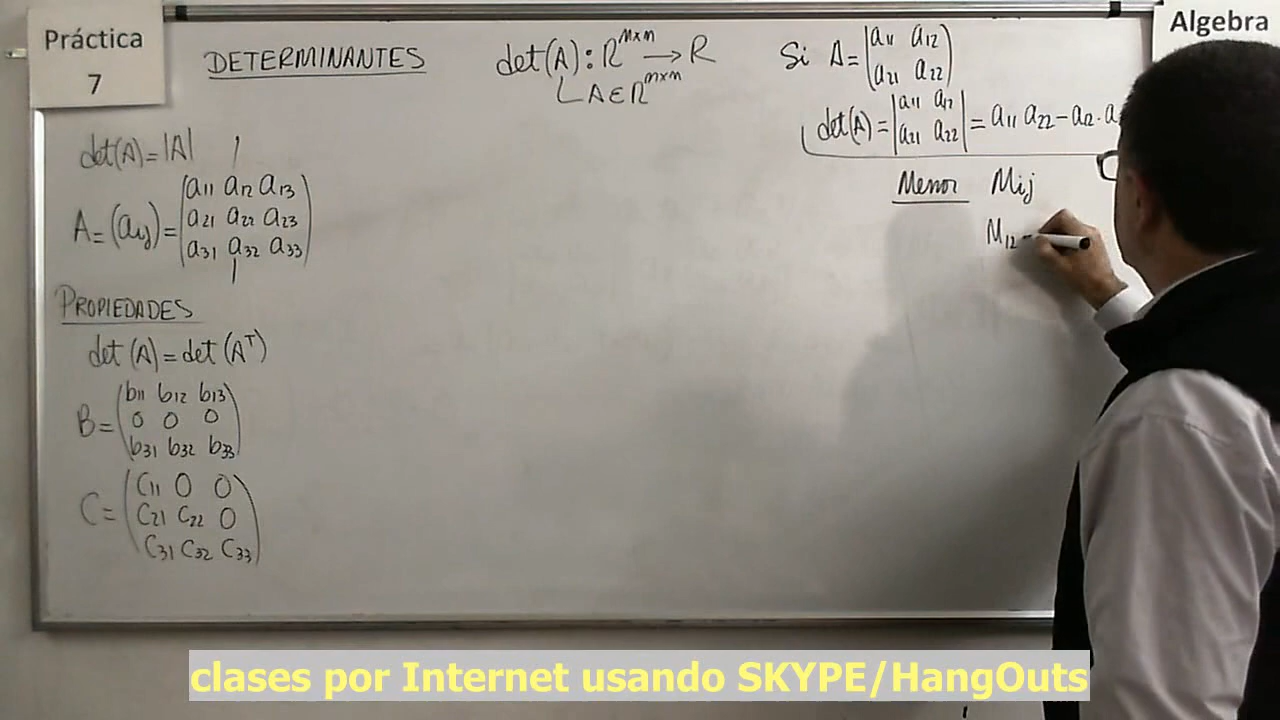 Práctica
7
Algebra
DETERMINANTES
det(A) : R^{n×n} → R
A ∈ R^{n×n}
Si A = (a11 a12
a21 a22)
det(A) = |a11 a12
a21 a22| = a11 a22 - a12 . a
Menor Mij
M12 -
det(A) = |A|
A = (aij) = (a11 a12 a13
a21 a22 a23
a31 a32 a33)
PROPIEDADES
det (A) = det (A^T)
B = (b11 b12 b13
0 0 0
b31 b32 b33)
C = (C11 0 0
C21 C22 0
C31 C32 C33)
clases por Internet usando SKYPE/HangOuts